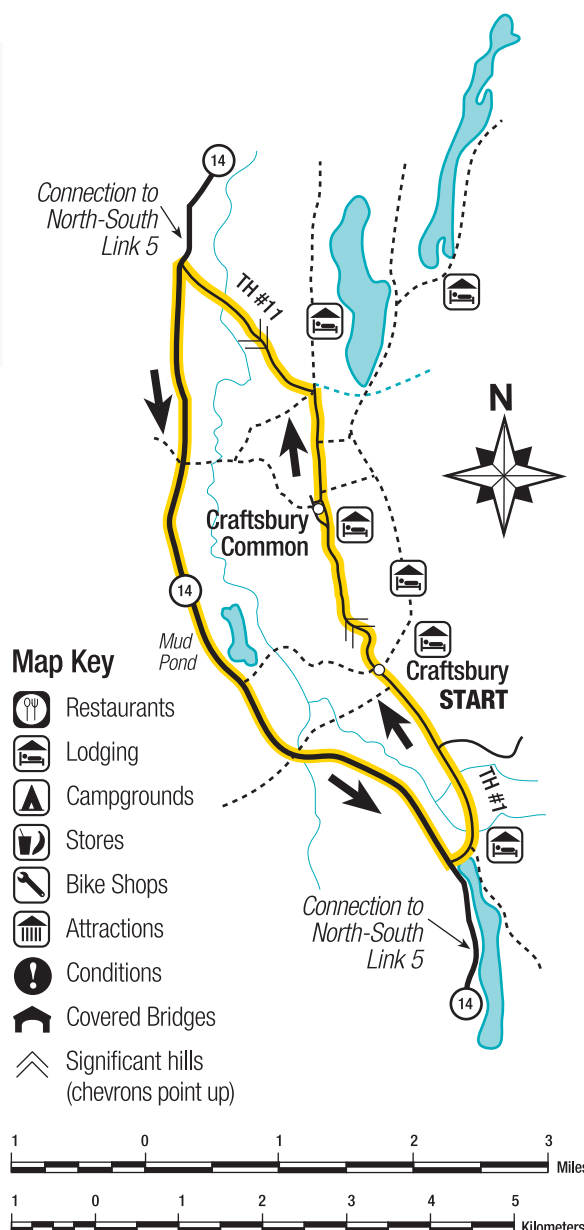 14
Connection to
North-South
Link 5
TH #11
N
Craftsbury
Common
14
Mud
Pond
Craftsbury
START
TH #1
Connection to
North-South
Link 5
14
Map Key
Restaurants
Lodging
Campgrounds
Stores
Bike Shops
Attractions
Conditions
Covered Bridges
Significant hills
(chevrons point up)
1 0 1 2 3 Miles
1 0 1 2 3 4 5 Kilometers